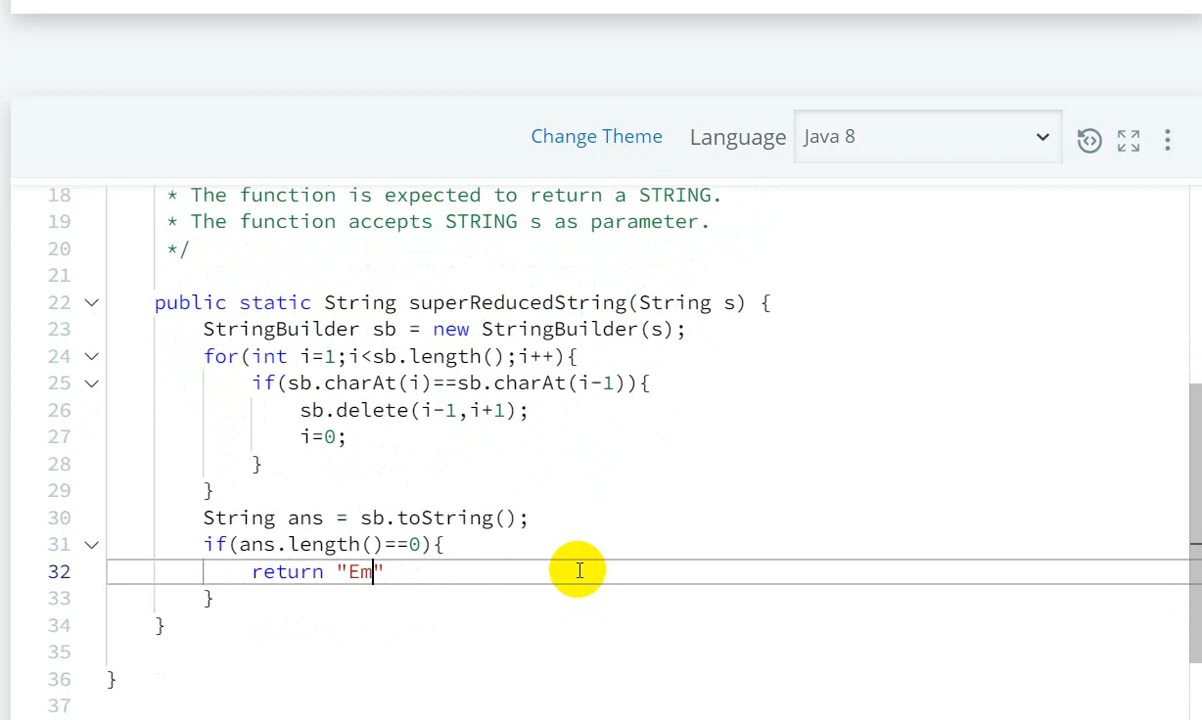 Change Theme Language Java 8
18 * The function is expected to return a STRING.
19 * The function accepts STRING s as parameter.
20 */
21
22 public static String superReducedString(String s) {
23 StringBuilder sb = new StringBuilder(s);
24 for(int i=1;i<sb.length();i++){
25 if(sb.charAt(i)==sb.charAt(i-1)){
26 sb.delete(i-1,i+1);
27 i=0;
28 }
29 }
30 String ans = sb.toString();
31 if(ans.length()==0){
32 return "Em"
33 }
34 }
35
36 }
37